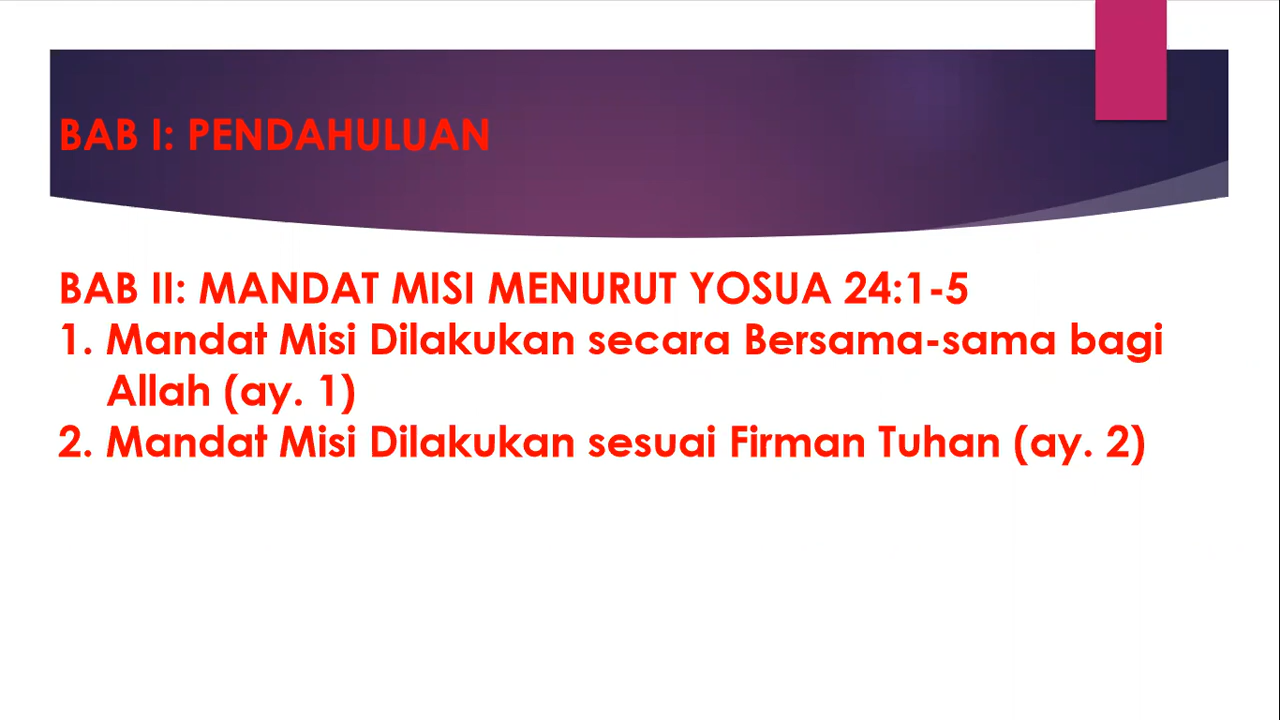 BAB I: PENDAHULUAN
BAB II: MANDAT MISI MENURUT YOSUA 24:1-5
1. Mandat Misi Dilakukan secara Bersama-sama bagi
Allah (ay. 1)
2. Mandat Misi Dilakukan sesuai Firman Tuhan (ay. 2)